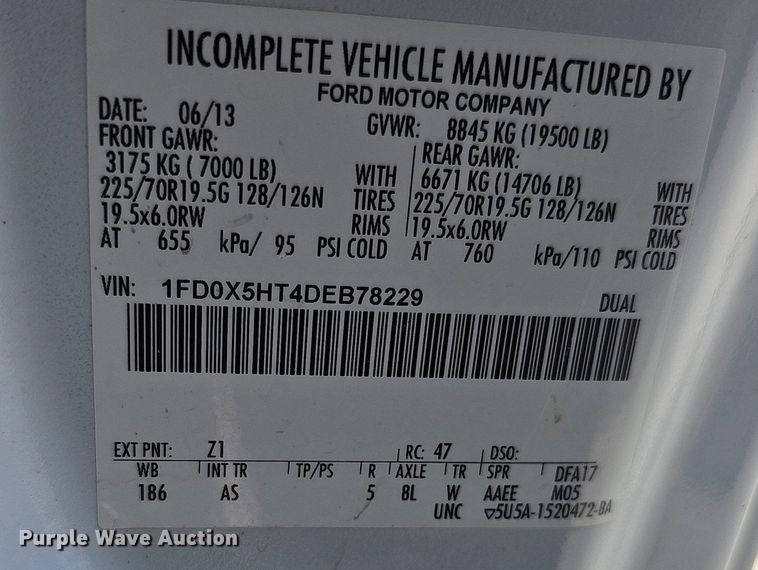 INCOMPLETE VEHICLE MANUFACTURED BY
FORD MOTOR COMPANY
DATE: 06/13 GVWR: 8845 KG (19500 LB)
FRONT GAWR: REAR GAWR:
3175 KG ( 7000 LB) WITH 6671 KG (14706 LB) WITH
225/70R19.5G 128/126N TIRES 225/70R19.5G 128/126N TIRES
19.5x6.0RW RIMS 19.5x6.0RW RIMS
AT 655 kPa/ 95 PSI COLD AT 760 kPa/110 PSI COLD
VIN: 1FD0X5HT4DEB78229 DUAL
EXT PNT: Z1 RC: 47 DSO:
WB INT TR TP/PS R AXLE TR SPR DFA17
186 AS 5 8L W AAEE M05
UNC ▽5U5A-1520472-BA
Purple Wave Auction